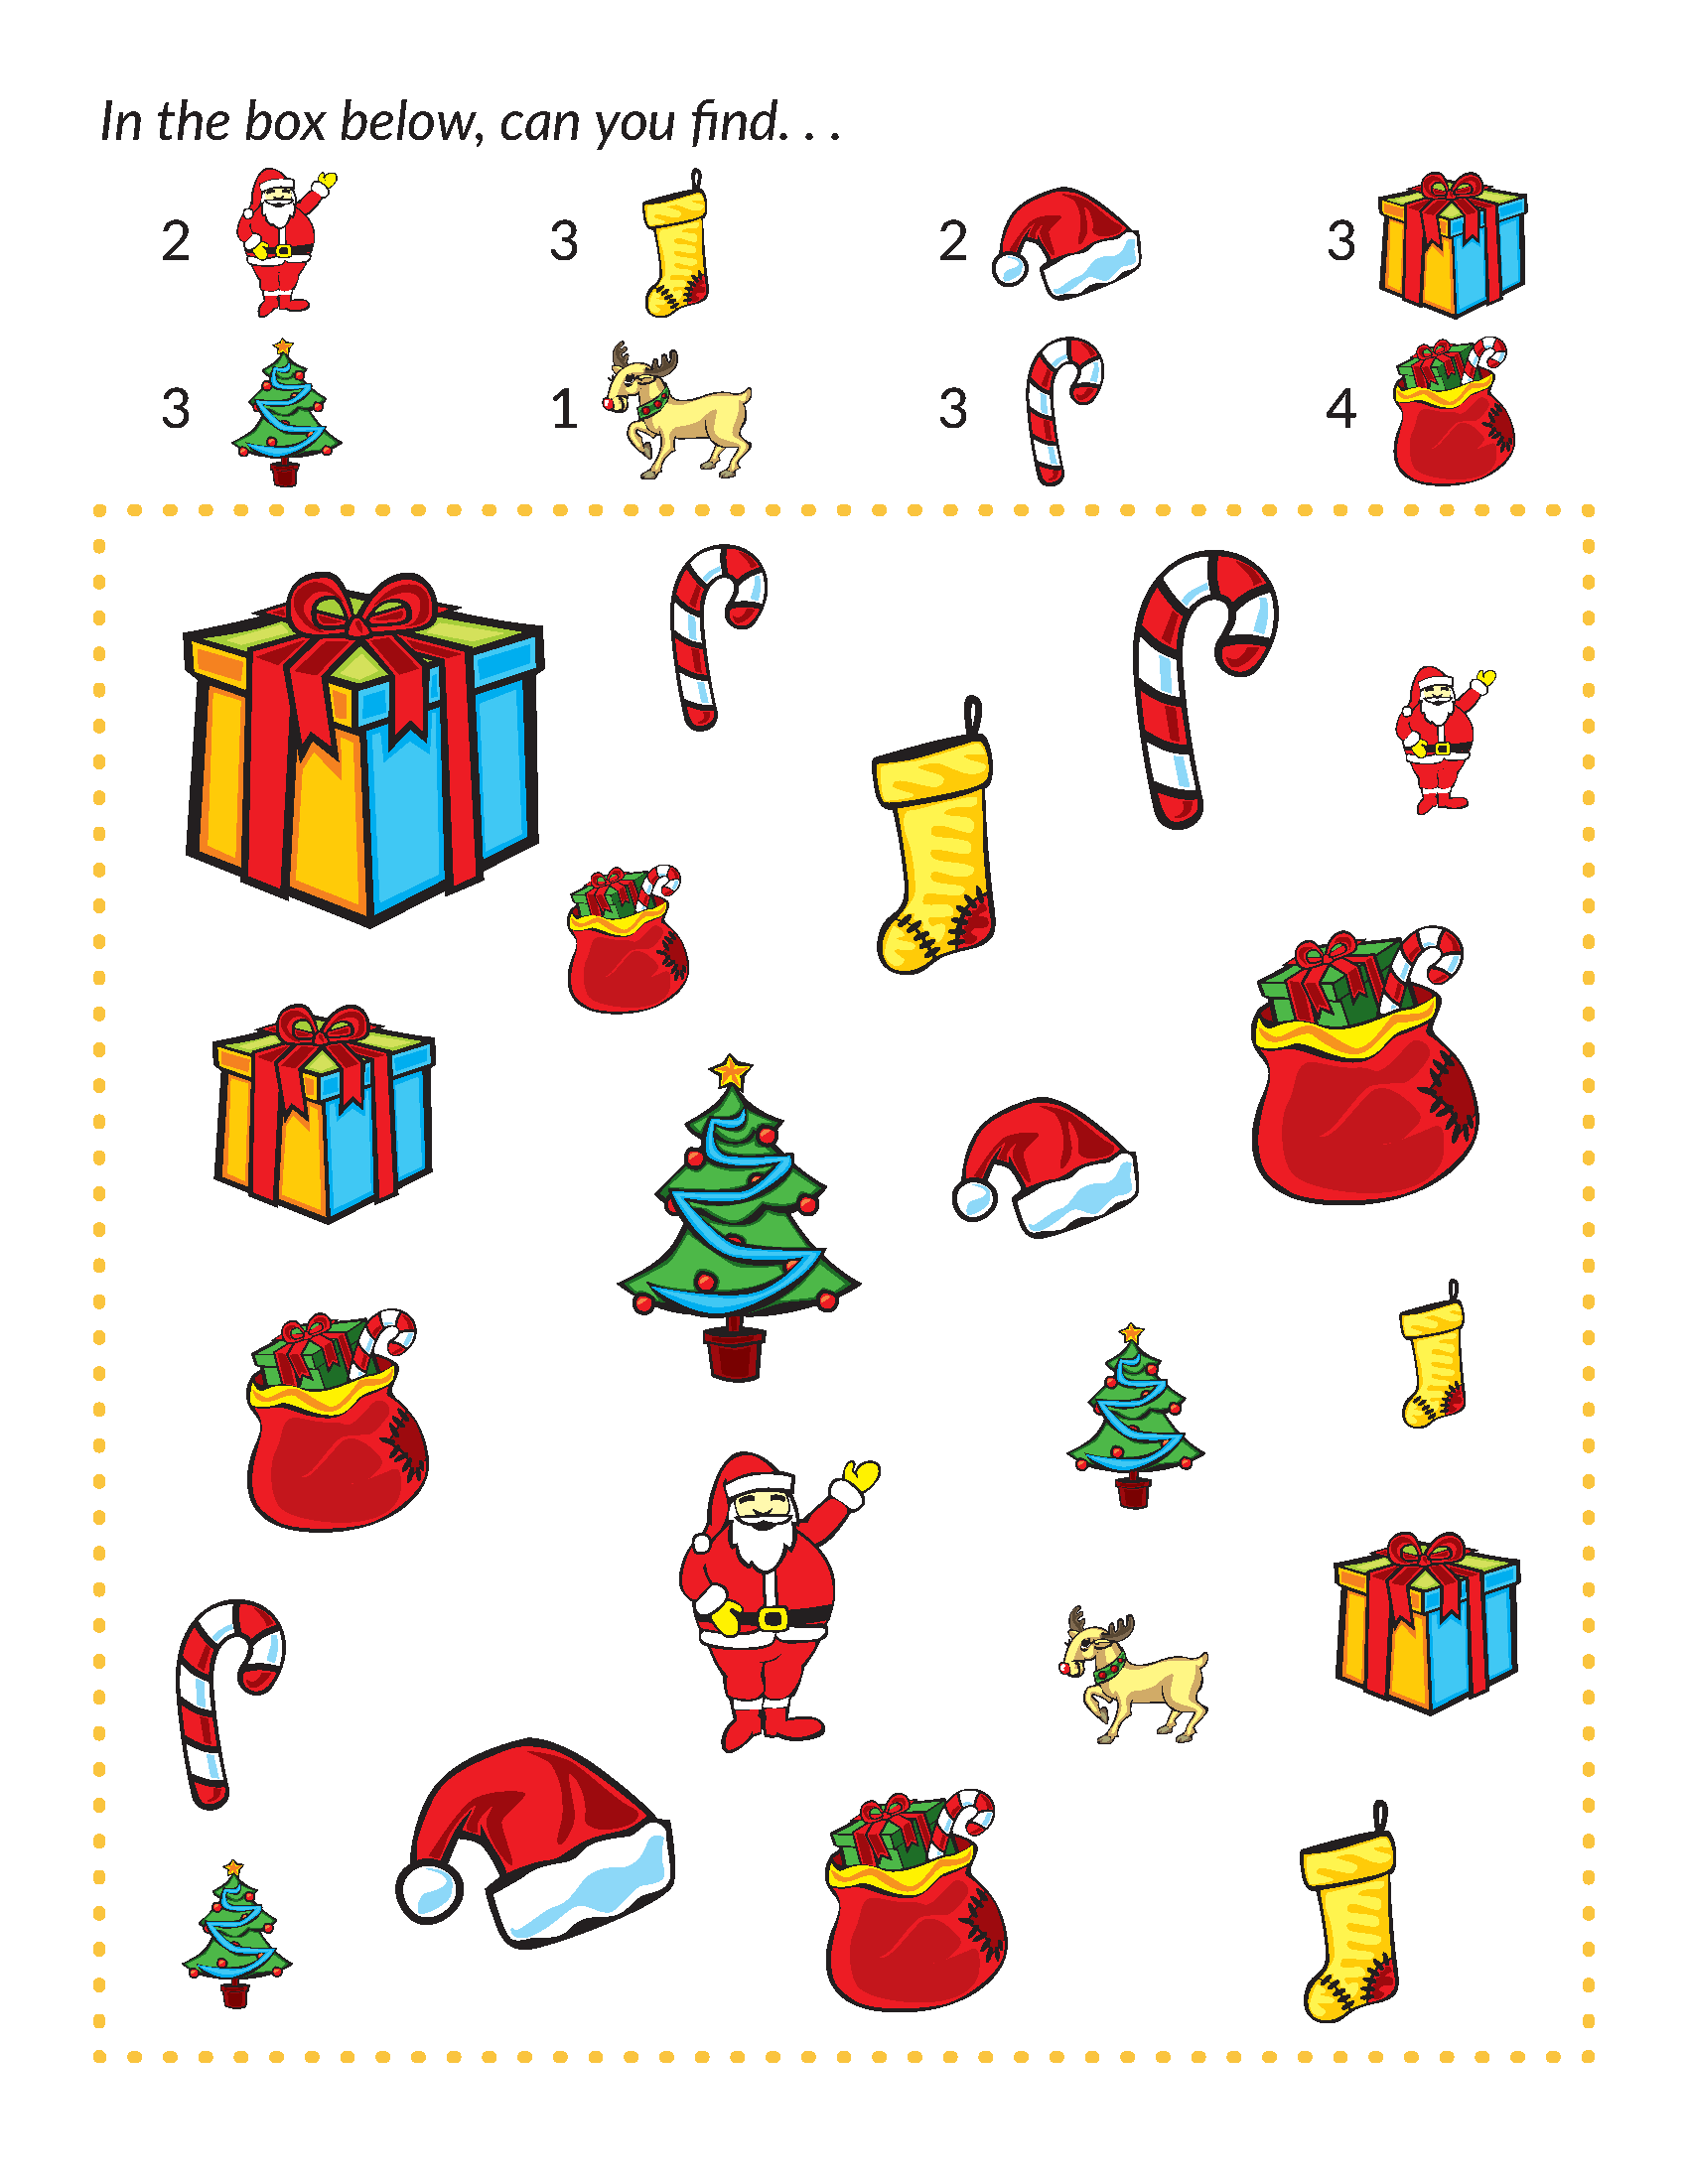 In the box below, can you find. . .
2 3 2 3
3 1 3 4